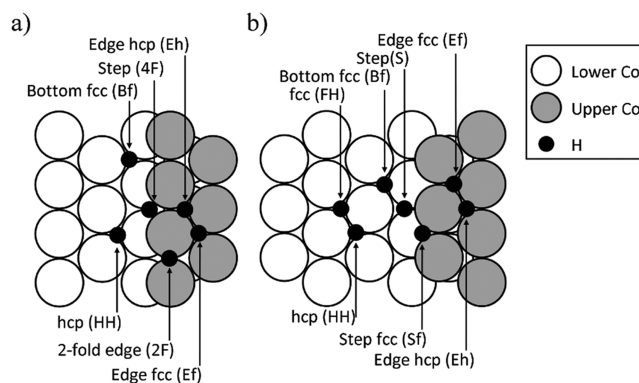 a)
Edge hcp (Eh)
Step (4F)
Bottom fcc (Bf)
hcp (HH)
2-fold edge (2F)
Edge fcc (Ef)
b)
Edge fcc (Ef)
Step(S)
Bottom fcc (Bf)
fcc (FH)
hcp (HH)
Step fcc (Sf)
Edge hcp (Eh)
Lower Co
Upper Co
H